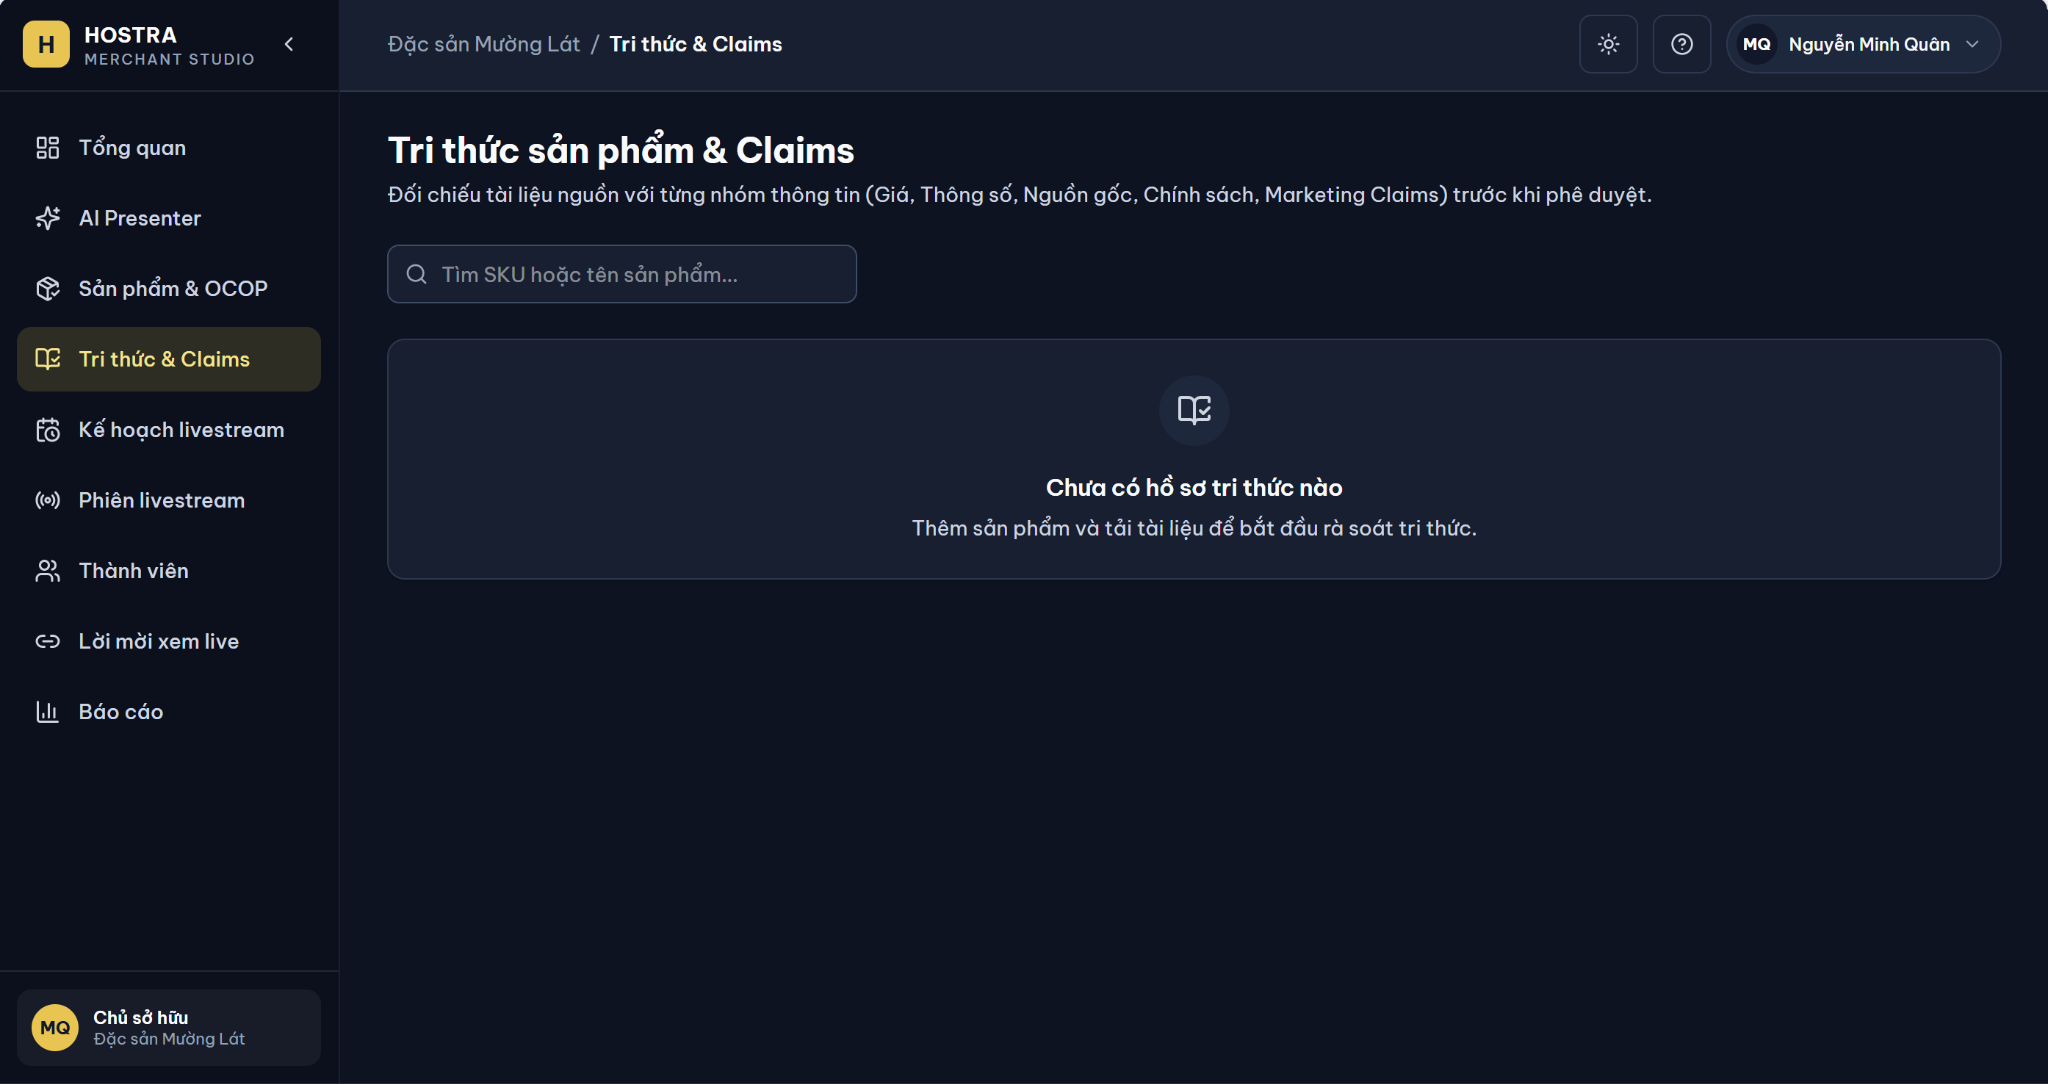 H
HOSTRA
MERCHANT STUDIO
Tổng quan
AI Presenter
Sản phẩm & OCOP
Tri thức & Claims
Kế hoạch livestream
Phiên livestream
Thành viên
Lời mời xem live
Báo cáo
MQ
Chủ sở hữu
Đặc sản Mường Lát
Đặc sản Mường Lát / Tri thức & Claims
MQ Nguyễn Minh Quân
Tri thức sản phẩm & Claims
Đối chiếu tài liệu nguồn với từng nhóm thông tin (Giá, Thông số, Nguồn gốc, Chính sách, Marketing Claims) trước khi phê duyệt.
Tìm SKU hoặc tên sản phẩm...
Chưa có hồ sơ tri thức nào
Thêm sản phẩm và tải tài liệu để bắt đầu rà soát tri thức.